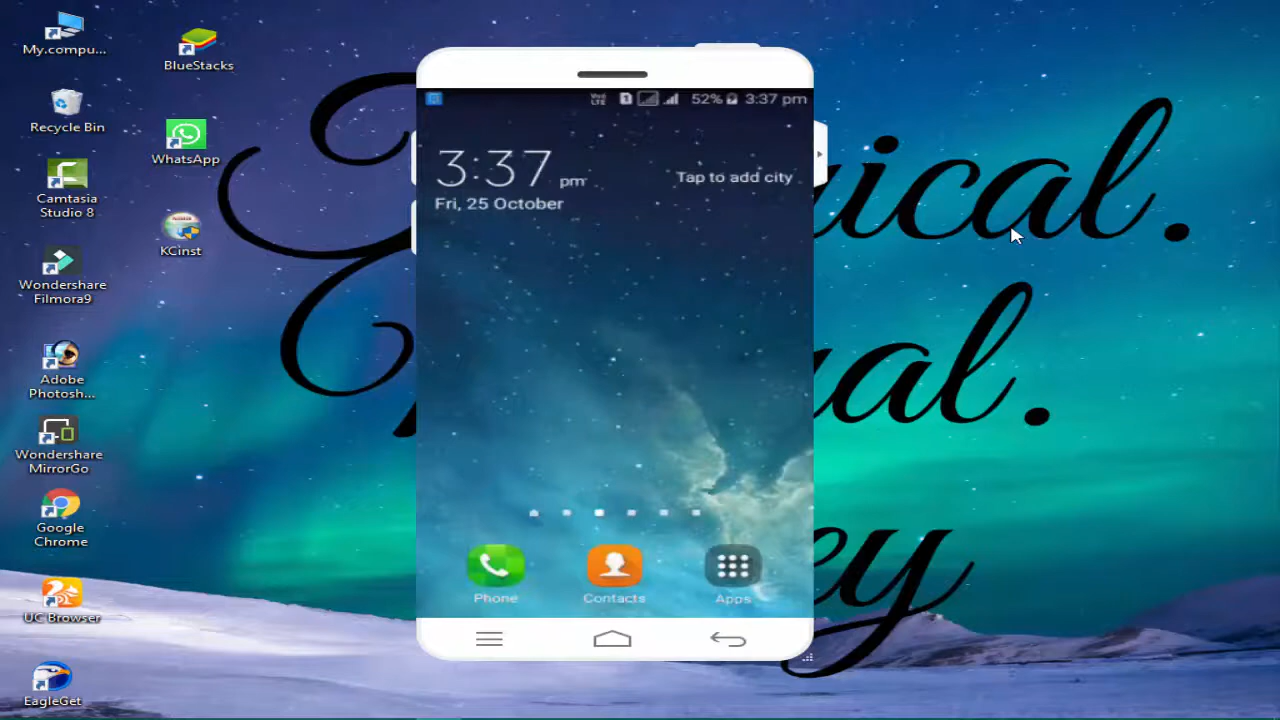 My.compu...
BlueStacks
Recycle Bin
WhatsApp
Camtasia
Studio 8
KCinst
Wondershare
Filmora9
Adobe
Photosh...
Wondershare
MirrorGo
Google
Chrome
UC Browser
EagleGet
LTE 1 52% 3:37 pm
3:37 pm
Tap to add city
Fri, 25 October
Phone
Contacts
Apps
ical.
al.
ey